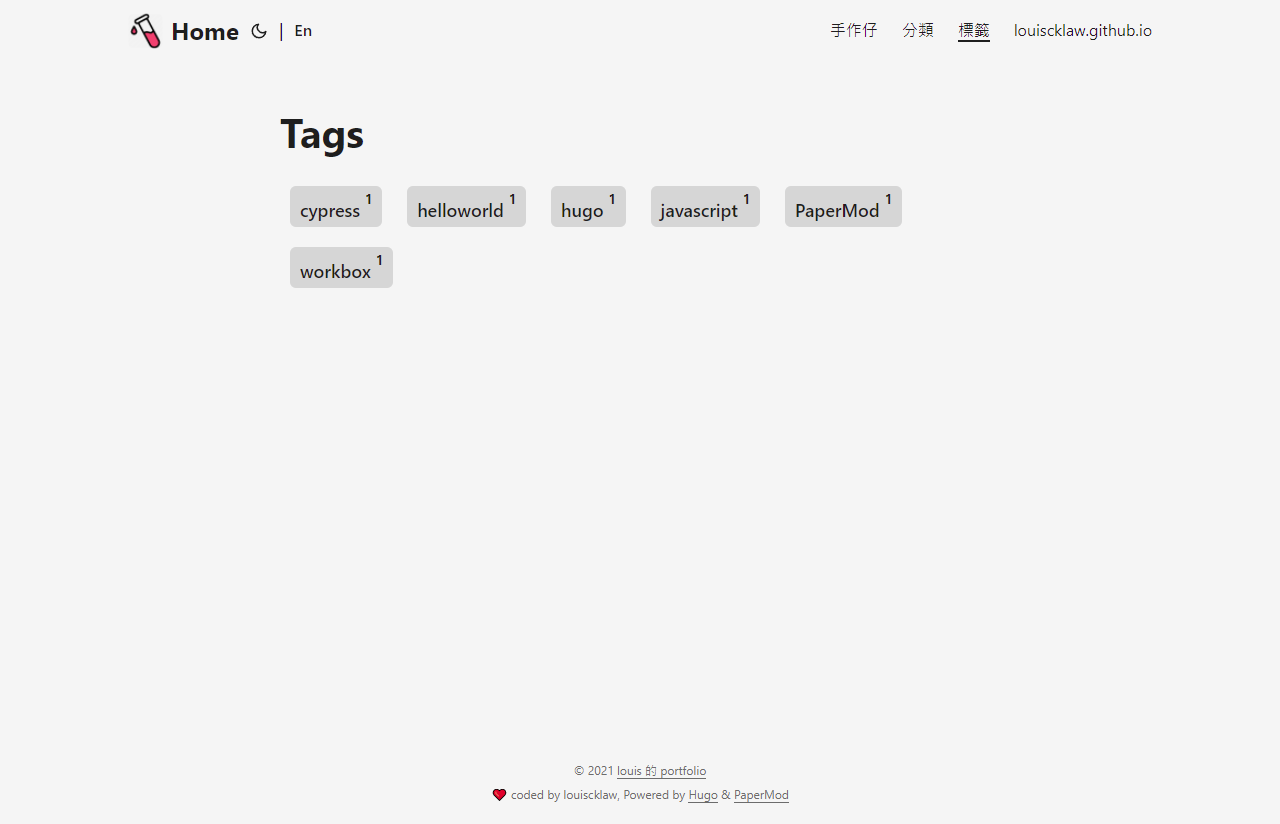 Home | En 手作仔 分類 標籤 louiscklaw.github.io
Tags
cypress 1 helloworld 1 hugo 1 javascript 1 PaperMod 1
workbox 1
© 2021 louis 的 portfolio
coded by louiscklaw, Powered by Hugo & PaperMod